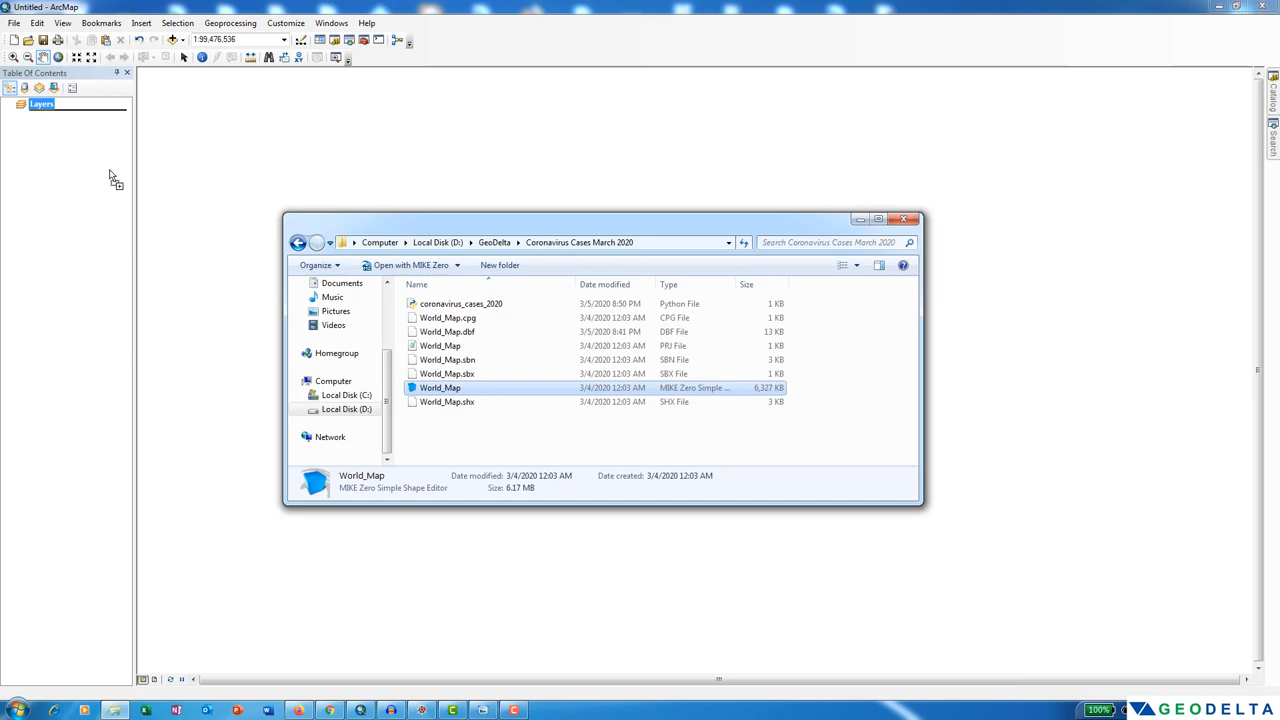 Untitled - ArcMap
File Edit View Bookmarks Insert Selection Geoprocessing Customize Windows Help
1:99,476,536
Table Of Contents
Layers
Catalog
Search
Computer Local Disk (D:) GeoDelta Coronavirus Cases March 2020
Search Coronavirus Cases March 2020
Organize Open with MIKE Zero New folder
Name Date modified Type Size
Documents
Music
Pictures
Videos
Homegroup
Computer
Local Disk (C:)
Local Disk (D:)
Network
coronavirus_cases_2020 3/5/2020 8:50 PM Python File 1 KB
World_Map.cpg 3/4/2020 12:03 AM CPG File 1 KB
World_Map.dbf 3/5/2020 8:41 PM DBF File 13 KB
World_Map 3/4/2020 12:03 AM PRJ File 1 KB
World_Map.sbn 3/4/2020 12:03 AM SBN File 3 KB
World_Map.sbx 3/4/2020 12:03 AM SBX File 1 KB
World_Map 3/4/2020 12:03 AM MIKE Zero Simple ... 6,327 KB
World_Map.shx 3/4/2020 12:03 AM SHX File 3 KB
World_Map Date modified: 3/4/2020 12:03 AM Date created: 3/4/2020 12:03 AM
MIKE Zero Simple Shape Editor Size: 6.17 MB
100%
GEODELTA